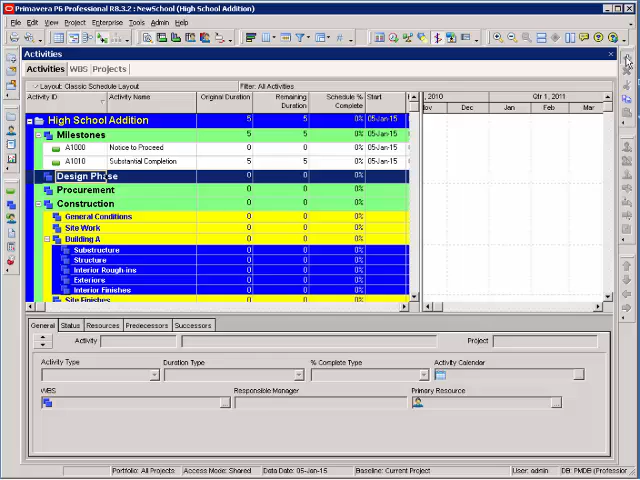 Primavera P6 Professional R8.3.2 : NewSchool (High School Addition)
File Edit View Project Enterprise Tools Admin Help
Activities
Activities WBS Projects
Layout: Classic Schedule Layout Filter: All Activities
Activity ID Activity Name Original Duration Remaining Duration Schedule % Complete Start , 2010 Qtr 1, 2011
Nov Dec Jan Feb Mar
High School Addition 5 5 0% 05-Jan-15
Milestones 5 5 0% 05-Jan-15
A1000 Notice to Proceed 0 0 0% 05-Jan-15
A1010 Substantial Completion 5 5 0% 05-Jan-15
Design Phase 0 0 0%
Procurement 0 0 0%
Construction 0 0 0%
General Conditions 0 0 0%
Site Work 0 0 0%
Building A 0 0 0%
Substructure 0 0 0%
Structure 0 0 0%
Interior Rough-ins 0 0 0%
Exteriors 0 0 0%
Interior Finishes 0 0 0%
Site Finishes 0 0 0%
General Status Resources Predecessors Successors
Activity Project
Activity Type Duration Type % Complete Type Activity Calendar
WBS Responsible Manager Primary Resource
Portfolio: All Projects Access Mode: Shared Data Date: 05-Jan-15 Baseline: Current Project User: admin DB: PMDB (Profession